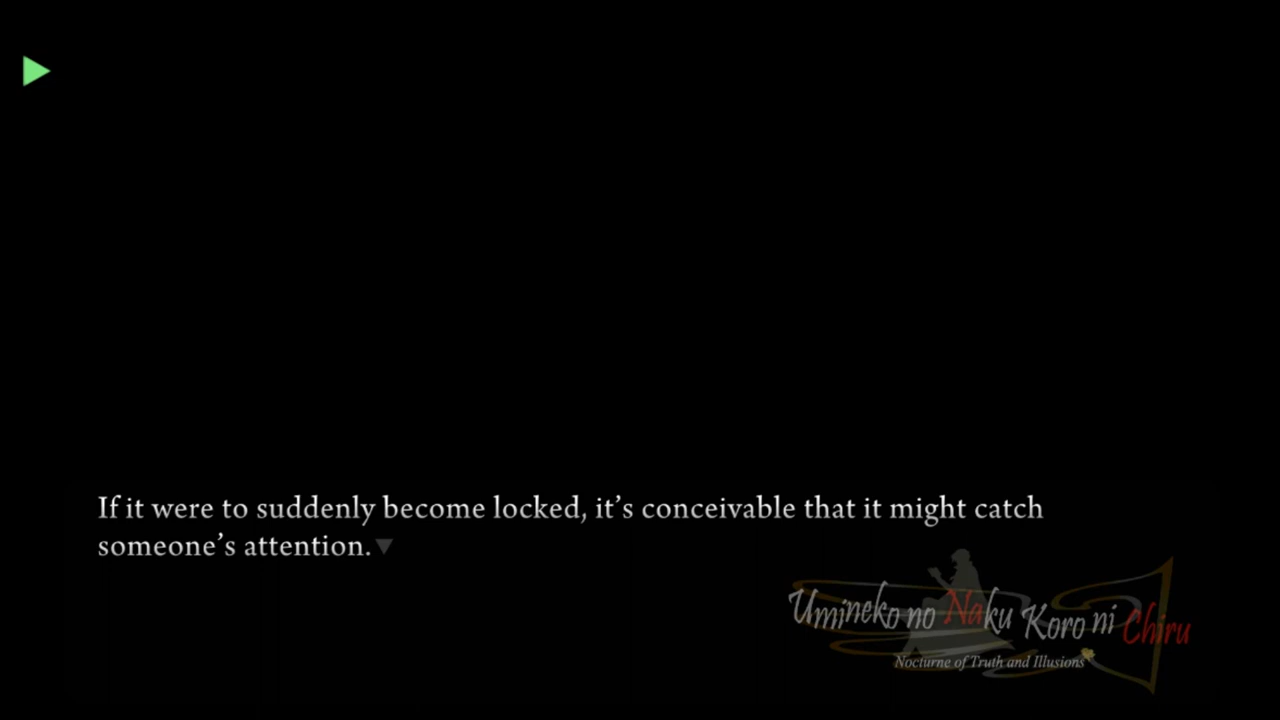 If it were to suddenly become locked, it’s conceivable that it might catch
someone’s attention.
Umineko no Naku Koro ni Chiru
Nocturne of Truth and Illusions